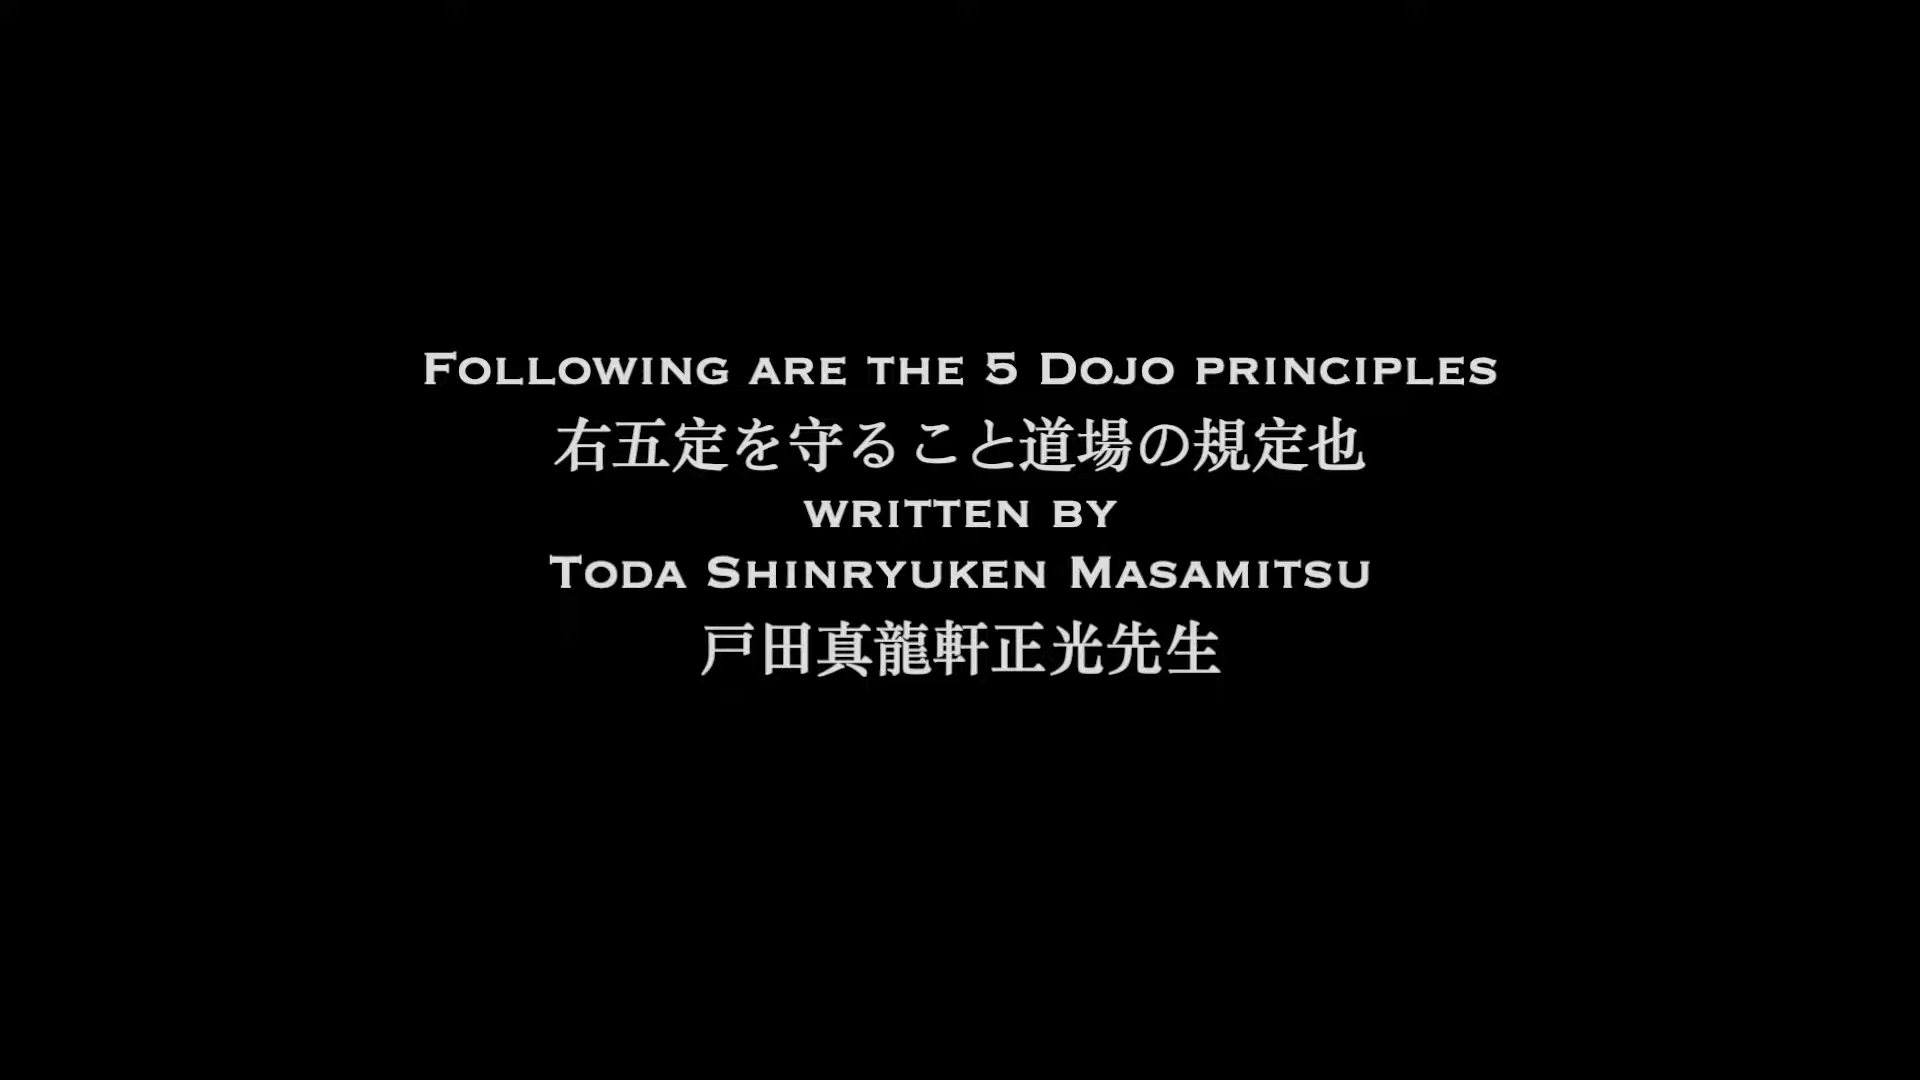 Following are the 5 Dojo principles
右五定を守ること道場の規定也
written by
Toda Shinryuken Masamitsu
戸田真龍軒正光先生